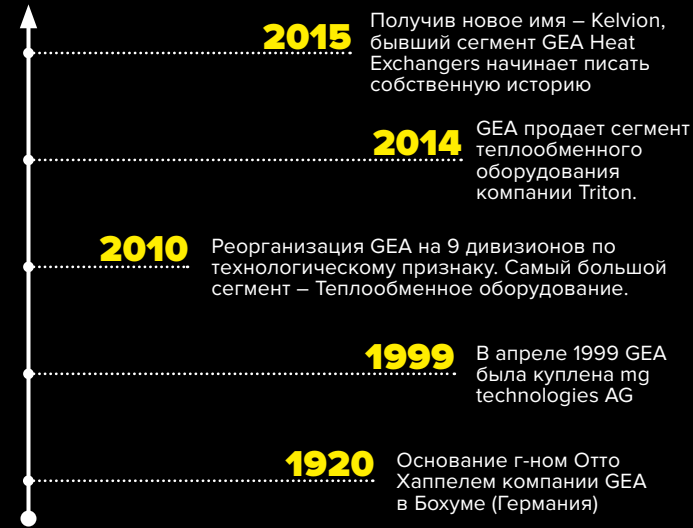 2015
Получив новое имя – Kelvion,
бывший сегмент GEA Heat
Exchangers начинает писать
собственную историю
2014
GEA продает сегмент
теплообменного
оборудования
компании Triton.
2010
Реорганизация GEA на 9 дивизионов по
технологическому признаку. Самый большой
сегмент – Теплообменное оборудование.
1999
В апреле 1999 GEA
была куплена mg
technologies AG
1920
Основание г-ном Отто
Хаппелем компании GEA
в Бохуме (Германия)